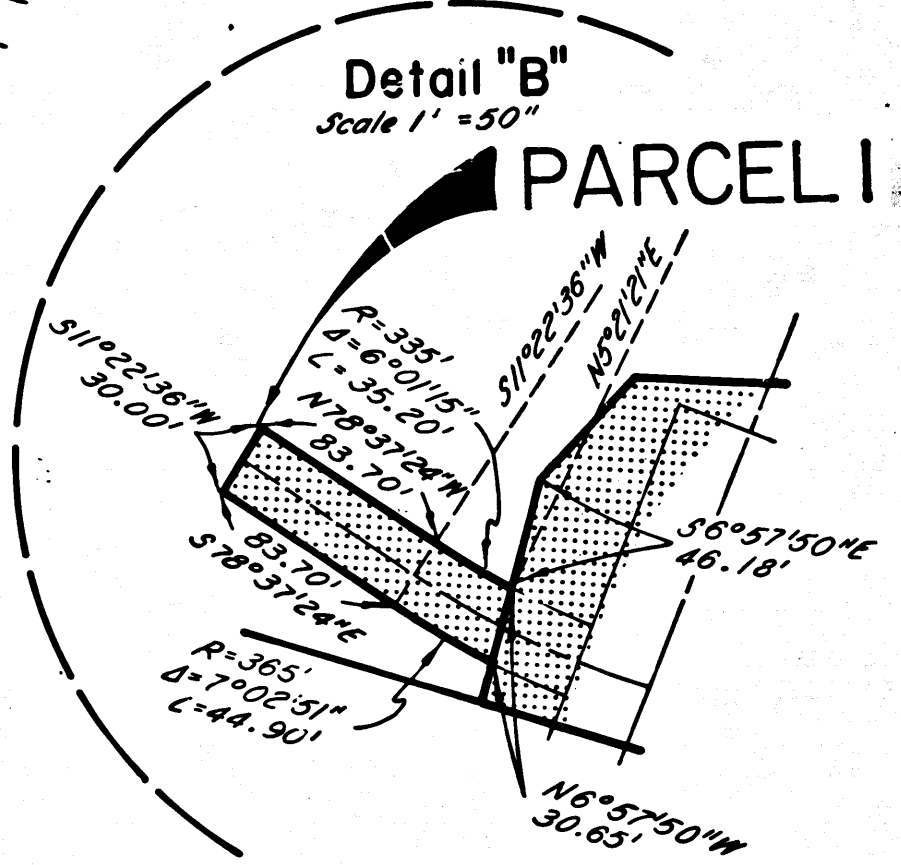 Detail "B"
Scale 1' =50"
PARCEL 1
S11°22'36"W
30.00'
R=335'
Δ=6°01'15"
L=35.20'
N78°37'24"W
83.70'
S11°22'36"W
N5°21'21"E
S6°57'50"E
46.18'
83.70'
S78°37'24"E
R=365'
Δ=7°02'51"
L=44.90'
N6°57'50"W
30.65'